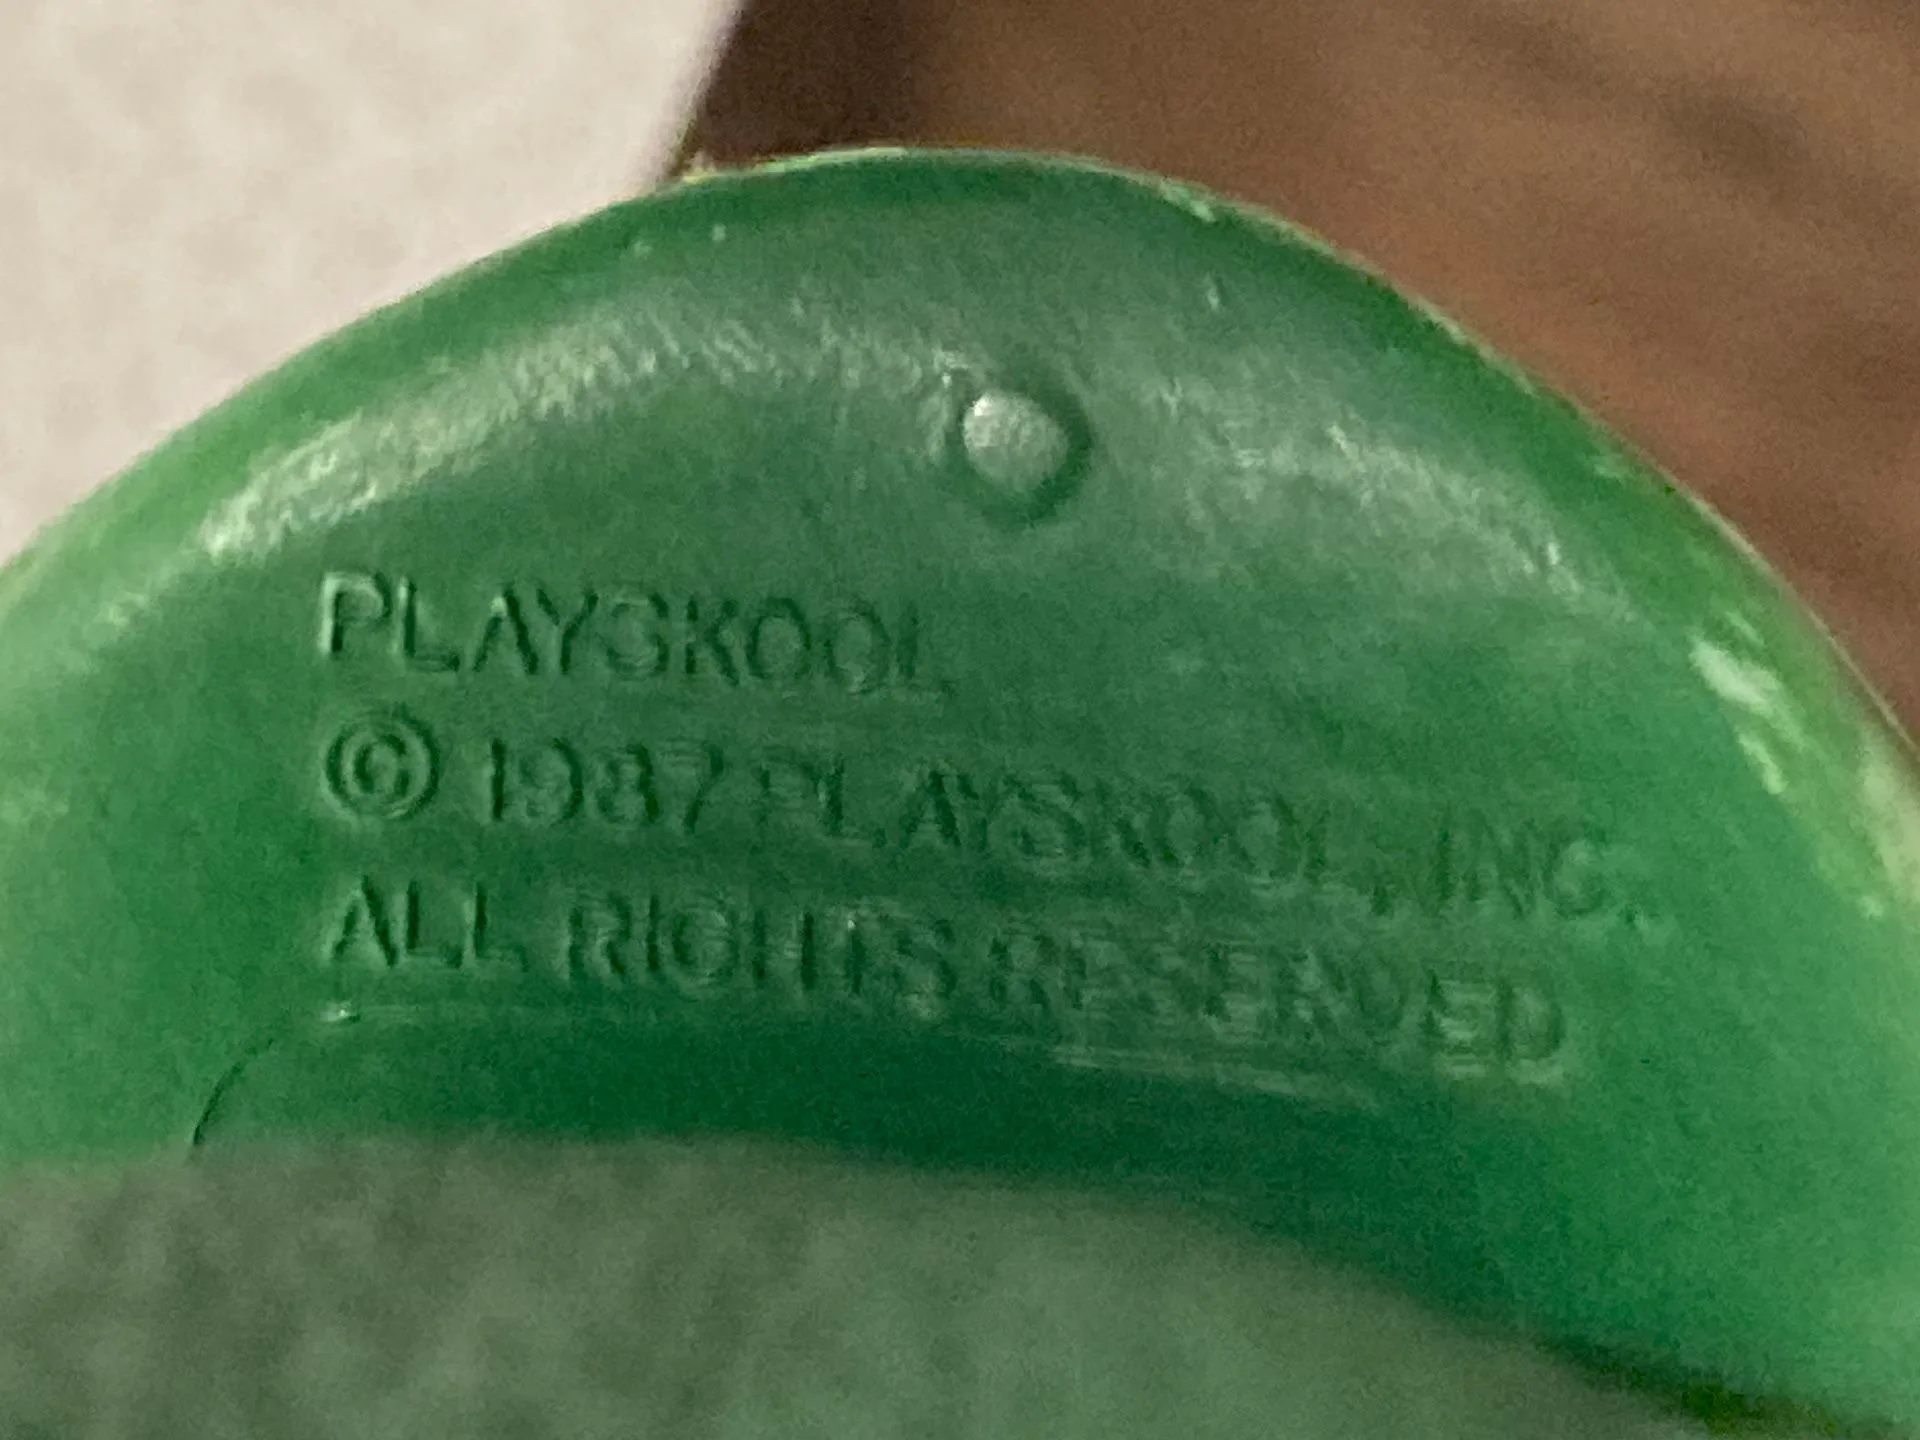 PLAYSKOOL
© 1987 PLAYSKOOL, INC.
ALL RIGHTS RESERVED